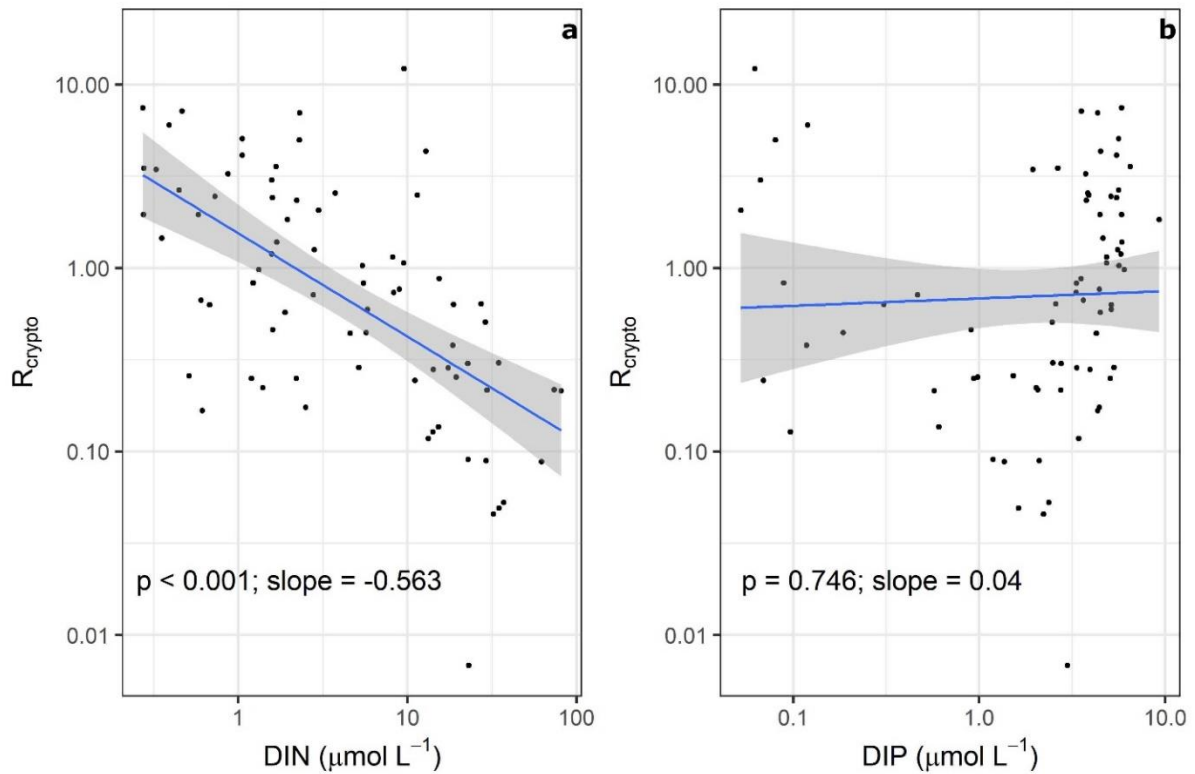 a
10.00
1.00
0.10
0.01
R_crypto
p < 0.001; slope = -0.563
1 10 100
DIN (μmol L⁻¹)
b
10.00
1.00
0.10
0.01
R_crypto
p = 0.746; slope = 0.04
0.1 1.0 10.0
DIP (μmol L⁻¹)